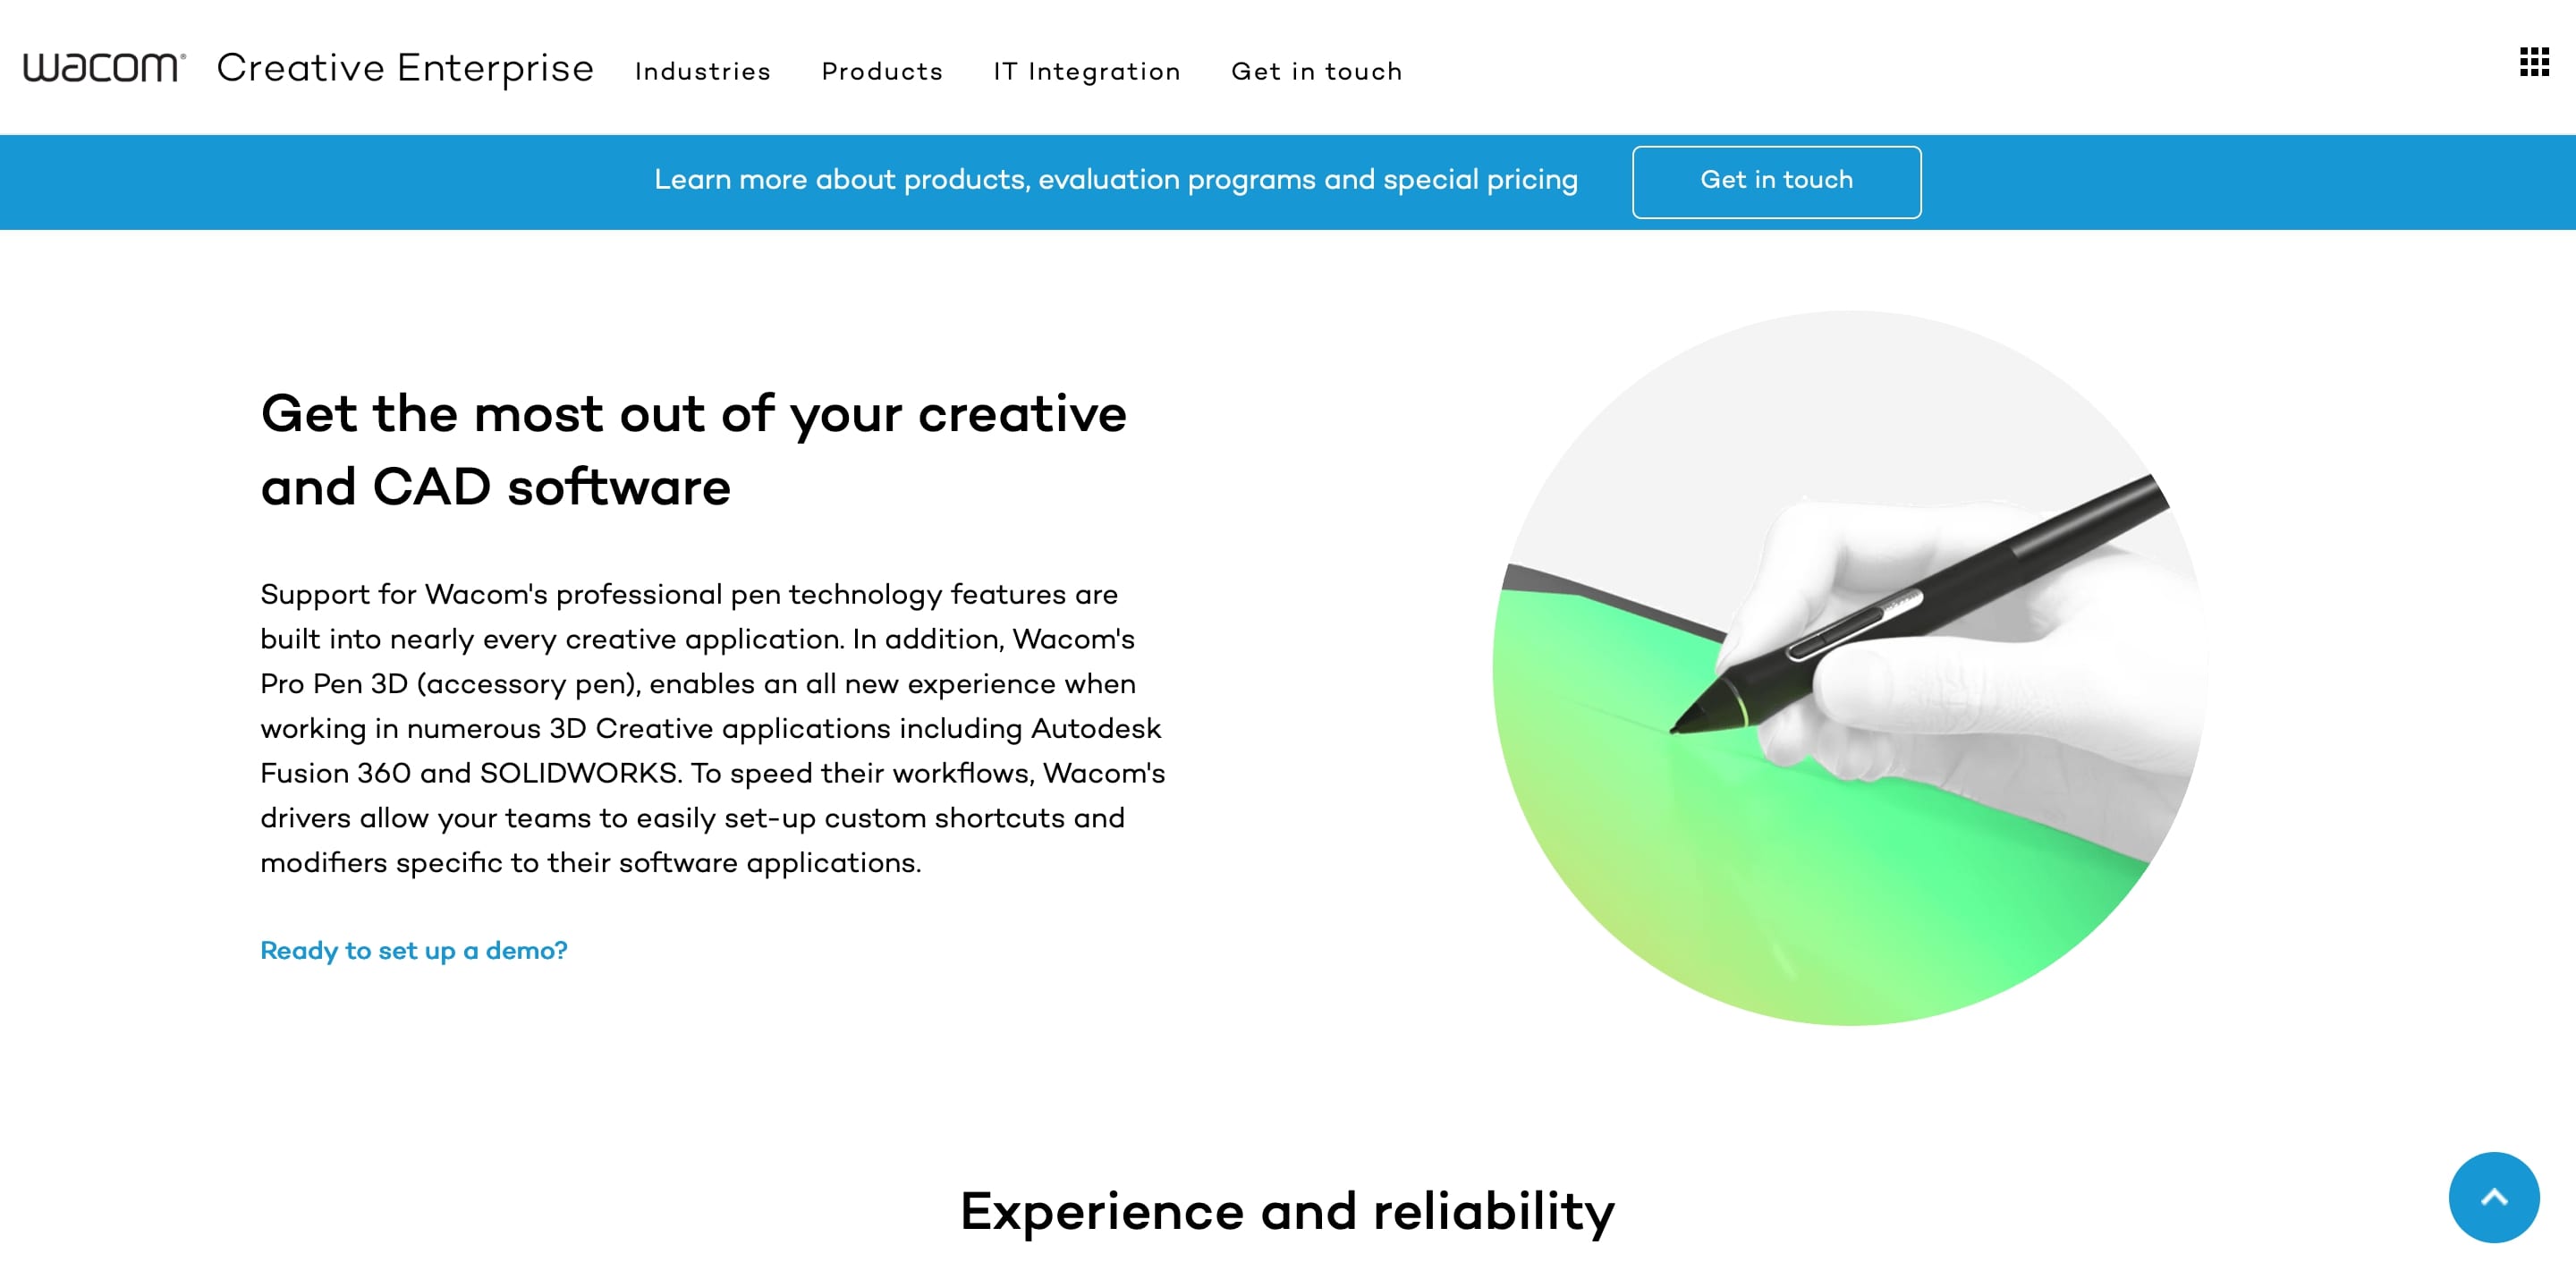 wacom® Creative Enterprise Industries Products IT Integration Get in touch
Learn more about products, evaluation programs and special pricing Get in touch
Get the most out of your creative
and CAD software
Support for Wacom's professional pen technology features are
built into nearly every creative application. In addition, Wacom's
Pro Pen 3D (accessory pen), enables an all new experience when
working in numerous 3D Creative applications including Autodesk
Fusion 360 and SOLIDWORKS. To speed their workflows, Wacom's
drivers allow your teams to easily set-up custom shortcuts and
modifiers specific to their software applications.
Ready to set up a demo?
Experience and reliability